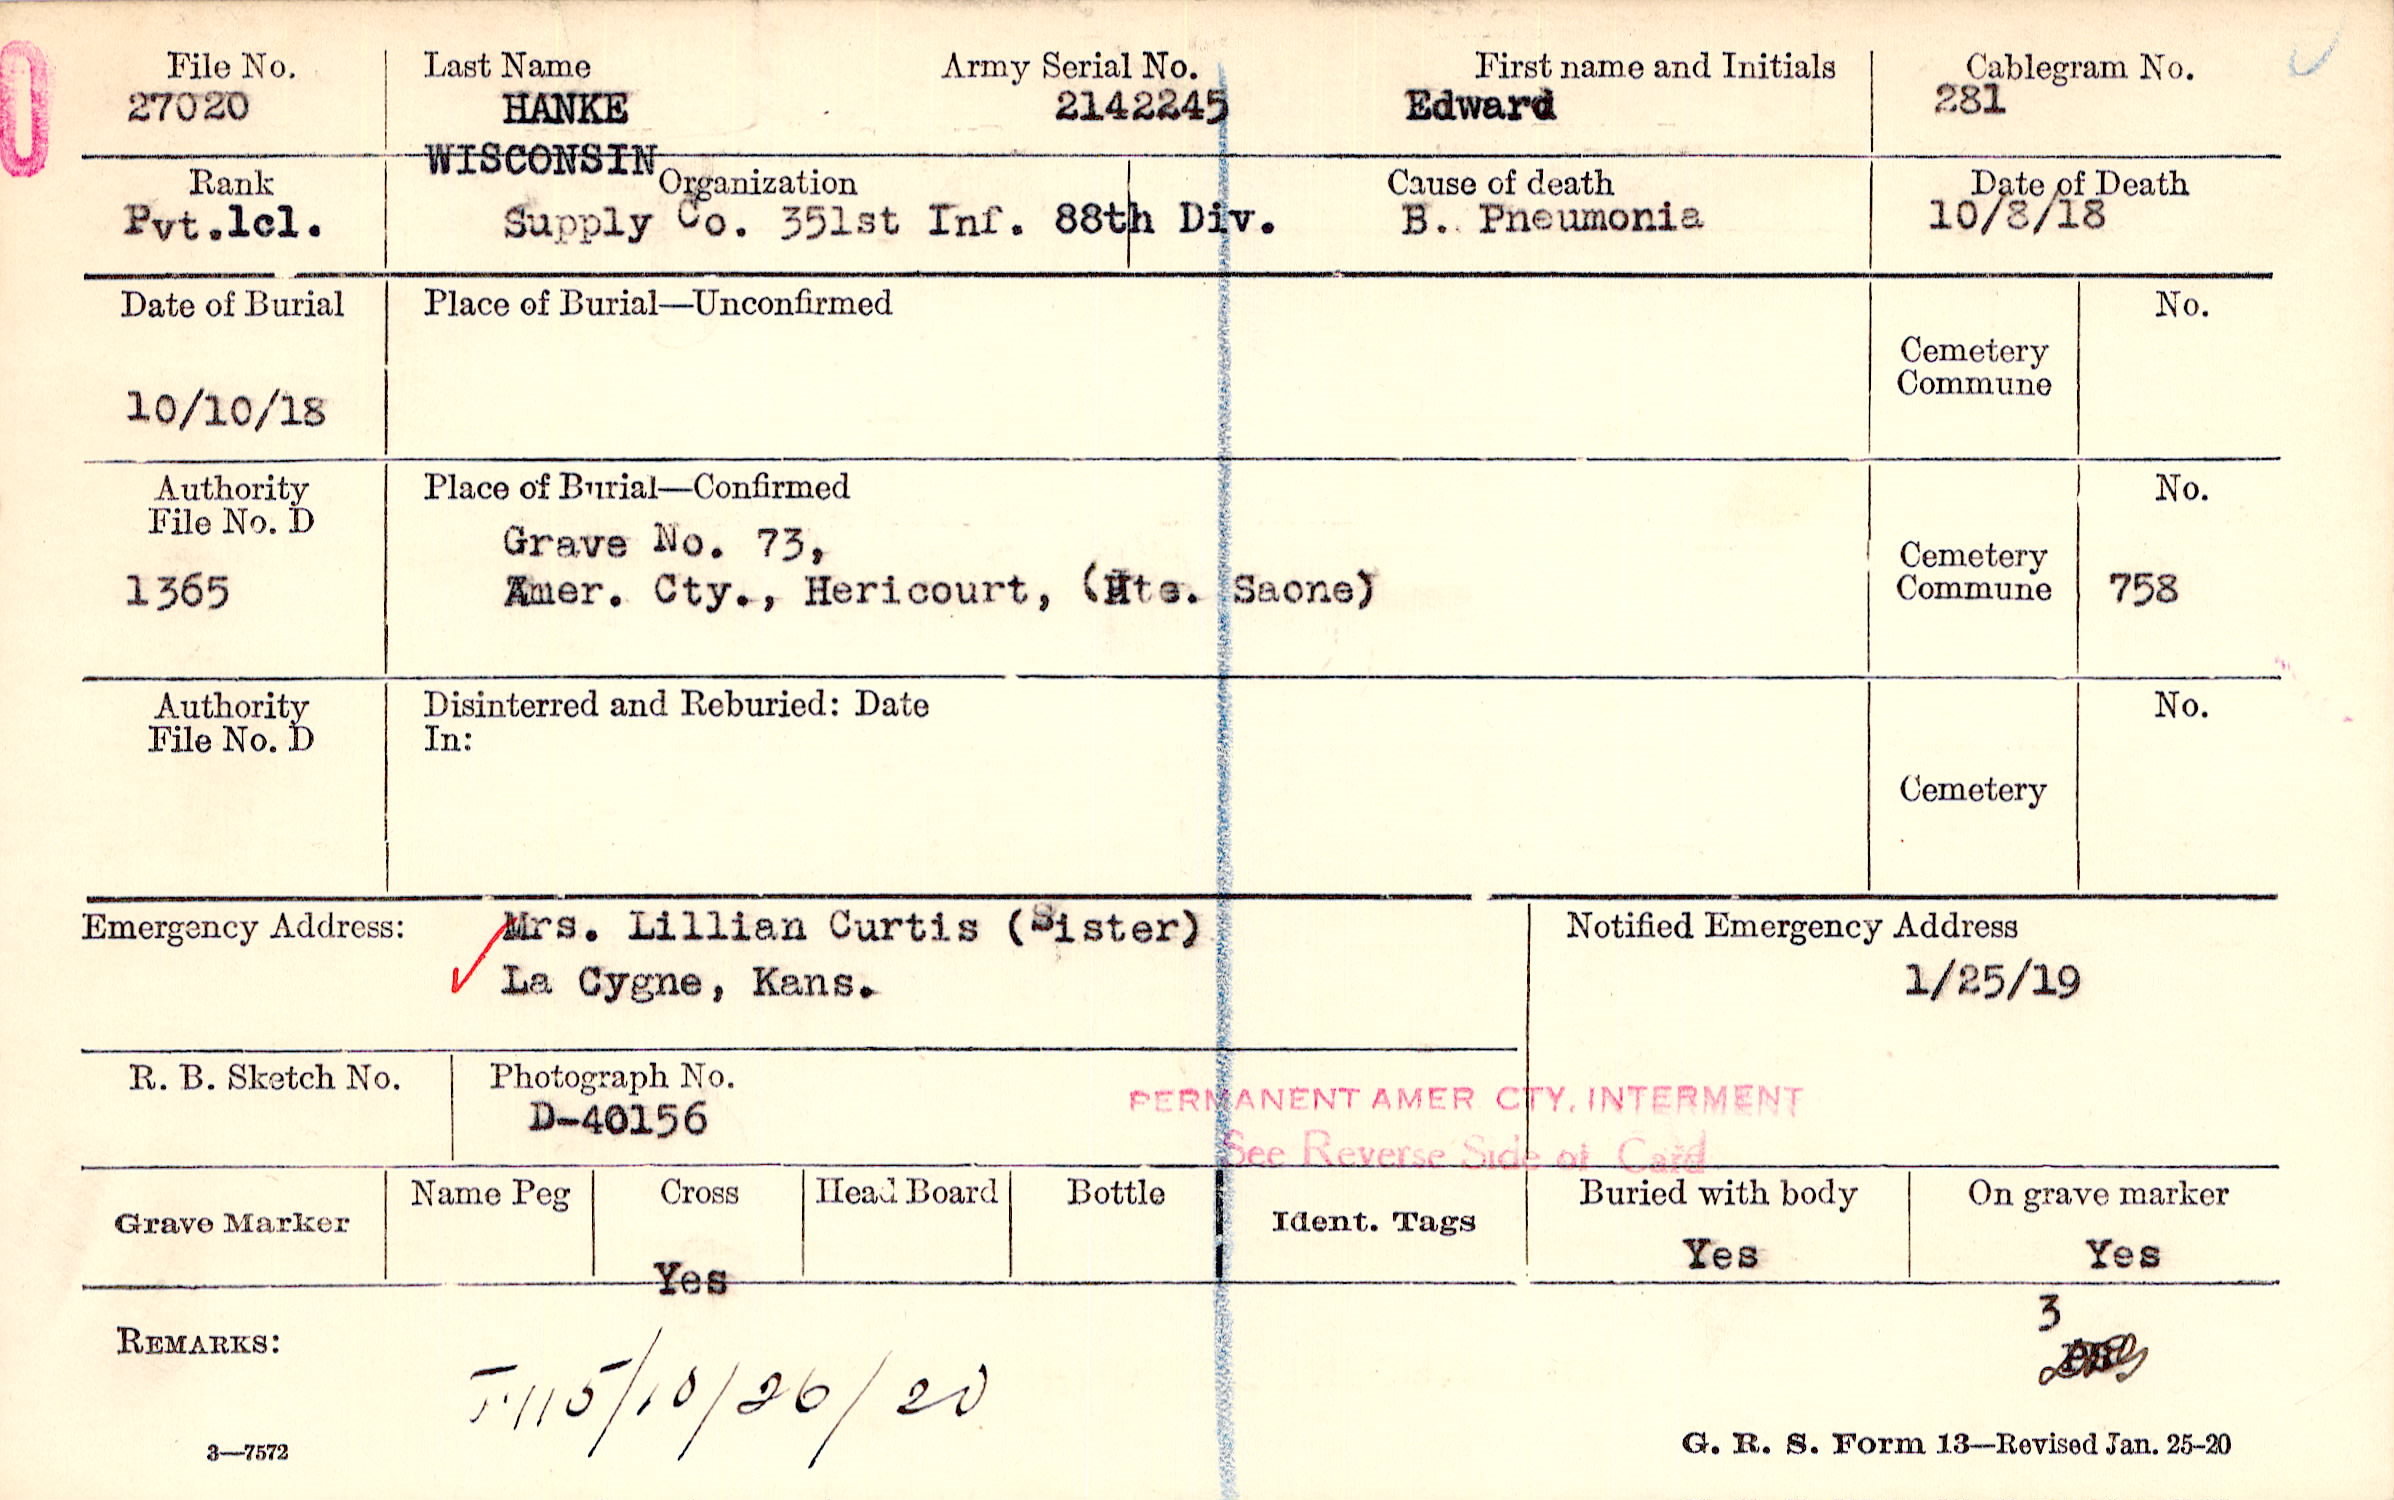 File No. Last Name Army Serial No. First name and Initials Cablegram No.
27020 HANKE 2142245 Edward 281
WISCONSIN
Rank Organization Cause of death Date of Death
Pvt.lcl. Supply Co. 351st Inf. 88th Div. B. Pneumonia 10/8/18
Date of Burial Place of Burial—Unconfirmed No.
Cemetery
Commune
10/10/18
Authority Place of Burial—Confirmed No.
File No. D
Grave No. 73,
Cemetery
1365 Amer. Cty., Hericourt, (Hte. Saone) Commune 758
Authority Disinterred and Reburied: Date No.
File No. D In:
Cemetery
Emergency Address: Mrs. Lillian Curtis (Sister) Notified Emergency Address
La Cygne, Kans. 1/25/19
R. B. Sketch No. Photograph No.
D-40156
PERMANENT AMER CTY. INTERMENT
See Reverse Side of Card
Name Peg Cross Head Board Bottle Buried with body On grave marker
Grave Marker Ident. Tags
Yes Yes Yes
3
REMARKS:
10/26/20
3—7572 G. R. S. Form 13—Revised Jan. 25-20